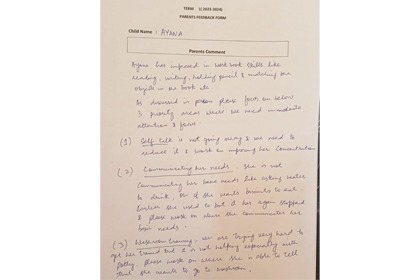 TERM 1( 2023-2024)
PARENTS FEEDBACK FORM
Child Name : AYANA
Parents Comment
Ayana has improved in workbook skills like
reading, writing, holding pencil & matching the
objects in the book etc
As discussed in person please focus on below
3 priority areas where we need immediate
attention & focus
(1) Self talk is not going away & we need to
reduce it & work on improving her concentration
(2) Communicating her needs - she is not
communicating her basic needs like asking water
to drink, or if she wants biscuits to eat.
Earlier she used to but it has again stopped
& please work on where she communicates her
basic needs.
(3) Washroom training - we are trying very hard to
get her trained but it is not helping especially with
potty. Please work on where she is able to tell
that she wants to go to washroom.